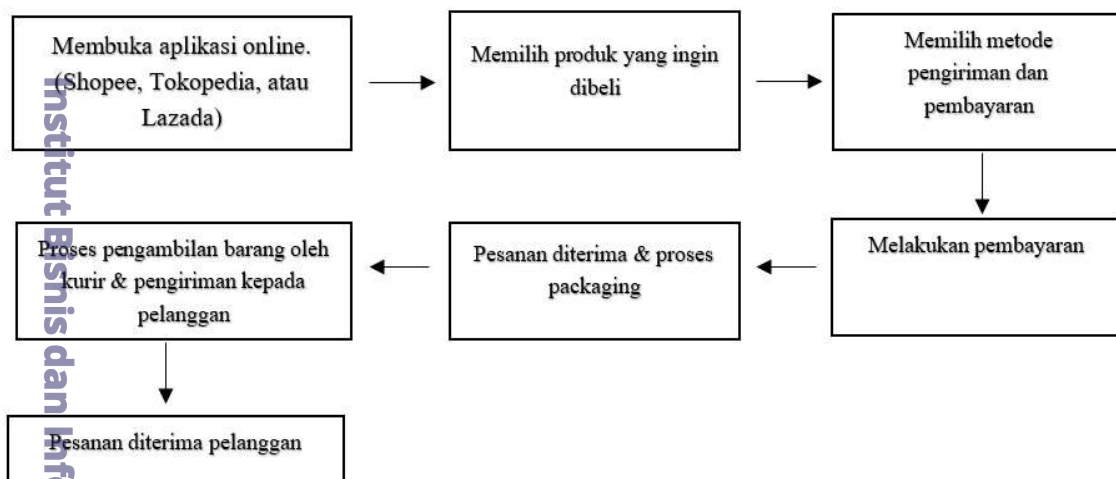 Membuka aplikasi online.
(Shopee, Tokopedia, atau
Lazada)
Memilih produk yang ingin
dibeli
Memilih metode
pengiriman dan
pembayaran
Melakukan pembayaran
Pesanan diterima & proses
packaging
Proses pengambilan barang oleh
kurir & pengiriman kepada
pelanggan
Pesanan diterima pelanggan
Institut Bisnis dan